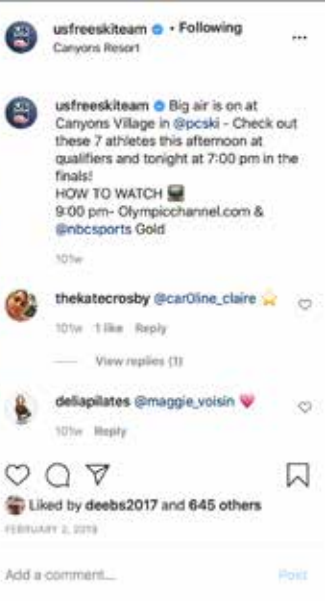 usfreeskiteam • Following
Canyons Resort
usfreeskiteam Big air is on at
Canyons Village in @pcski - Check out
these 7 athletes this afternoon at
qualifiers and tonight at 7:00 pm in the
finals!
HOW TO WATCH
9:00 pm- Olympicchannel.com &
@nbcsports Gold
101w
thekatecrosby @car0line_claire
101w 1 like Reply
View replies (1)
deliapilates @maggie_voisin
101w Reply
Liked by deebs2017 and 645 others
FEBRUARY 2, 2019
Add a comment...
Post